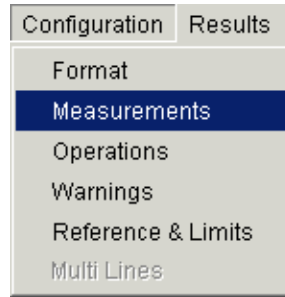 Configuration Results
Format
Measurements
Operations
Warnings
Reference & Limits
Multi Lines